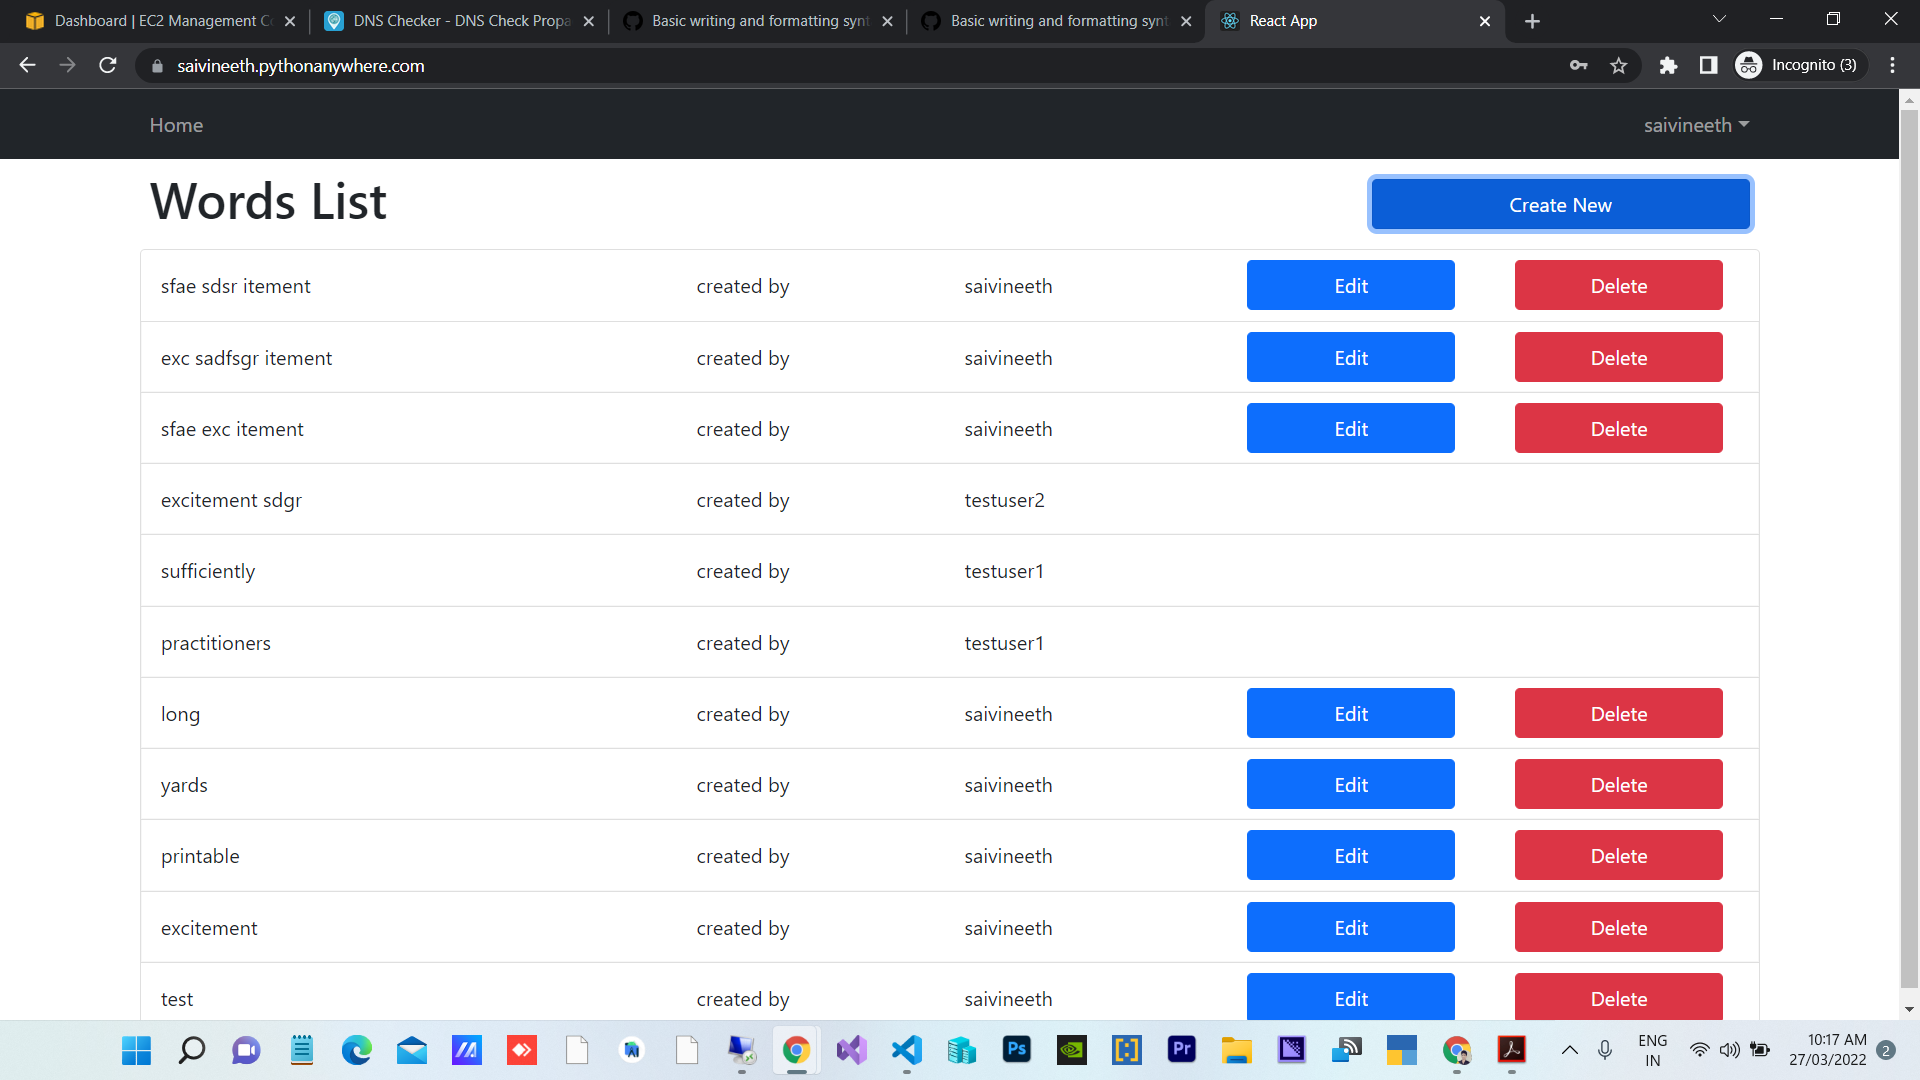 Dashboard | EC2 Management Co
DNS Checker - DNS Check Propa
Basic writing and formatting synt
Basic writing and formatting synt
React App
saivineeth.pythonanywhere.com
Incognito (3)
Home
saivineeth
Words List
Create New
sfae sdsr itement created by saivineeth Edit Delete
exc sadfsgr itement created by saivineeth Edit Delete
sfae exc itement created by saivineeth Edit Delete
excitement sdgr created by testuser2
sufficiently created by testuser1
practitioners created by testuser1
long created by saivineeth Edit Delete
yards created by saivineeth Edit Delete
printable created by saivineeth Edit Delete
excitement created by saivineeth Edit Delete
test created by saivineeth Edit Delete
Ps
Pr
ENG
IN
10:17 AM
27/03/2022
2